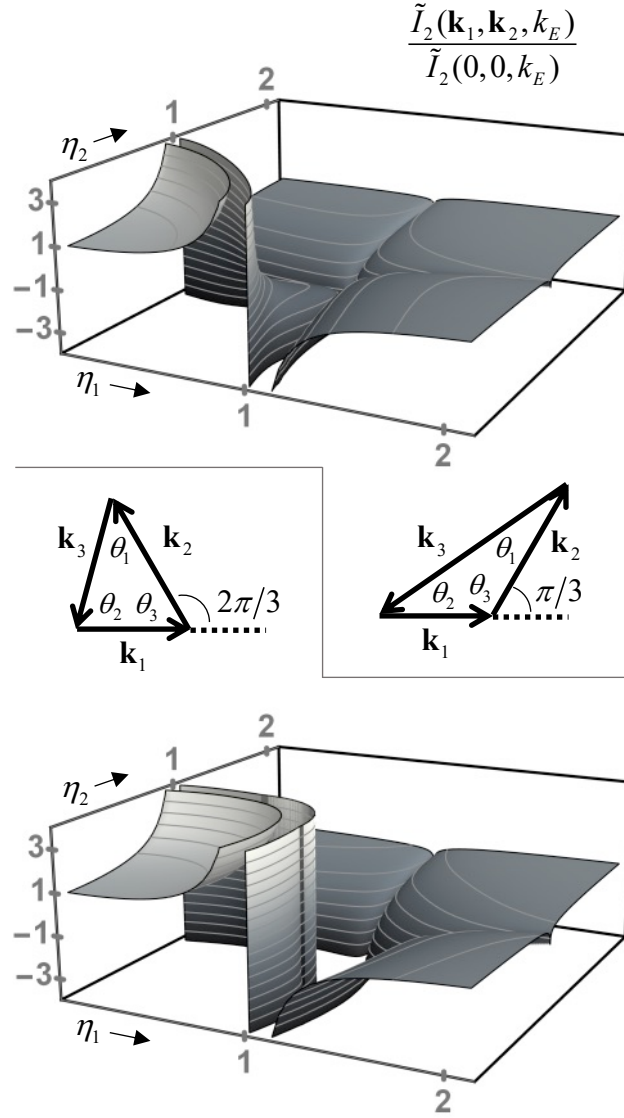 Ĩ₂(𝐤₁, 𝐤₂, k_E)
Ĩ₂(0, 0, k_E)
2
1
η₂ →
3
1
−1
−3
η₁ →
1
2
𝐤₃
θ₁
𝐤₂
θ₂
θ₃
2π/3
𝐤₁
𝐤₃
θ₁
𝐤₂
θ₂
θ₃
π/3
𝐤₁
2
1
η₂ →
3
1
−1
−3
η₁ →
1
2